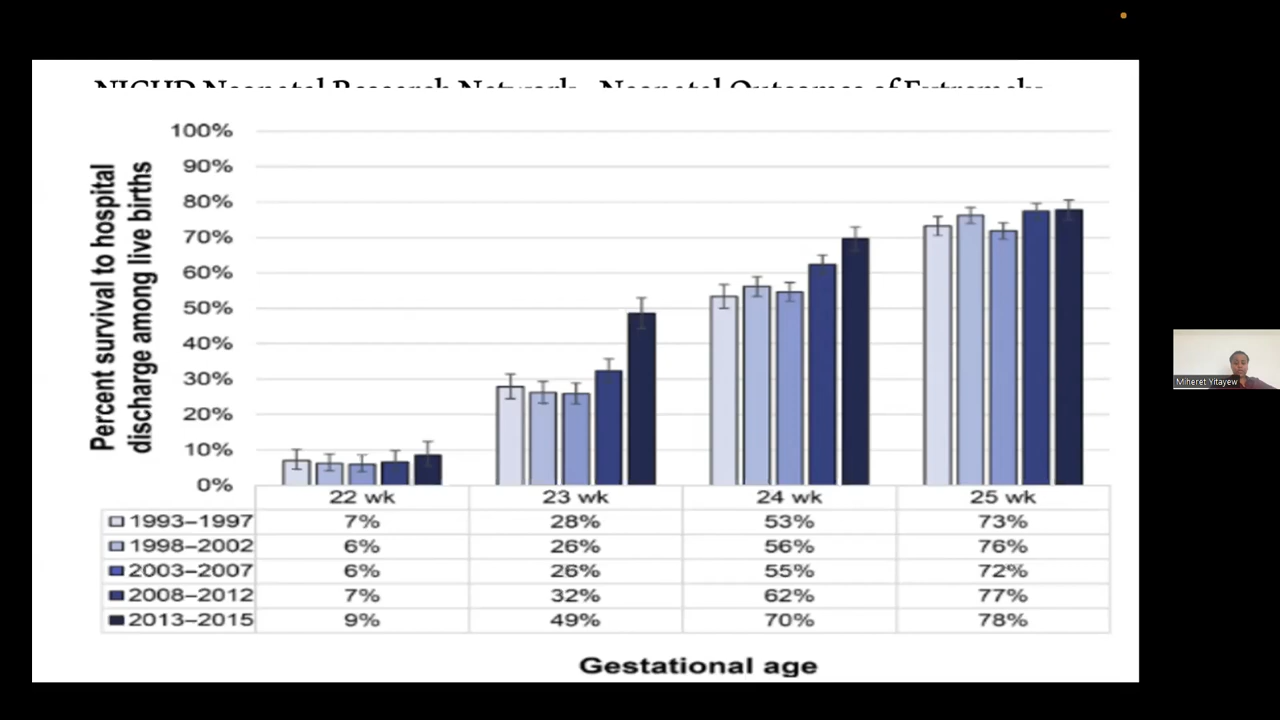 NICHD Neonatal Research Network - Neonatal Outcomes of Extremely
100%
90%
80%
70%
60%
50%
40%
30%
20%
10%
0%
Percent survival to hospital
discharge among live births
22 wk 23 wk 24 wk 25 wk
1993–1997 7% 28% 53% 73%
1998–2002 6% 26% 56% 76%
2003–2007 6% 26% 55% 72%
2008–2012 7% 32% 62% 77%
2013–2015 9% 49% 70% 78%
Gestational age
Miheret Yitayew